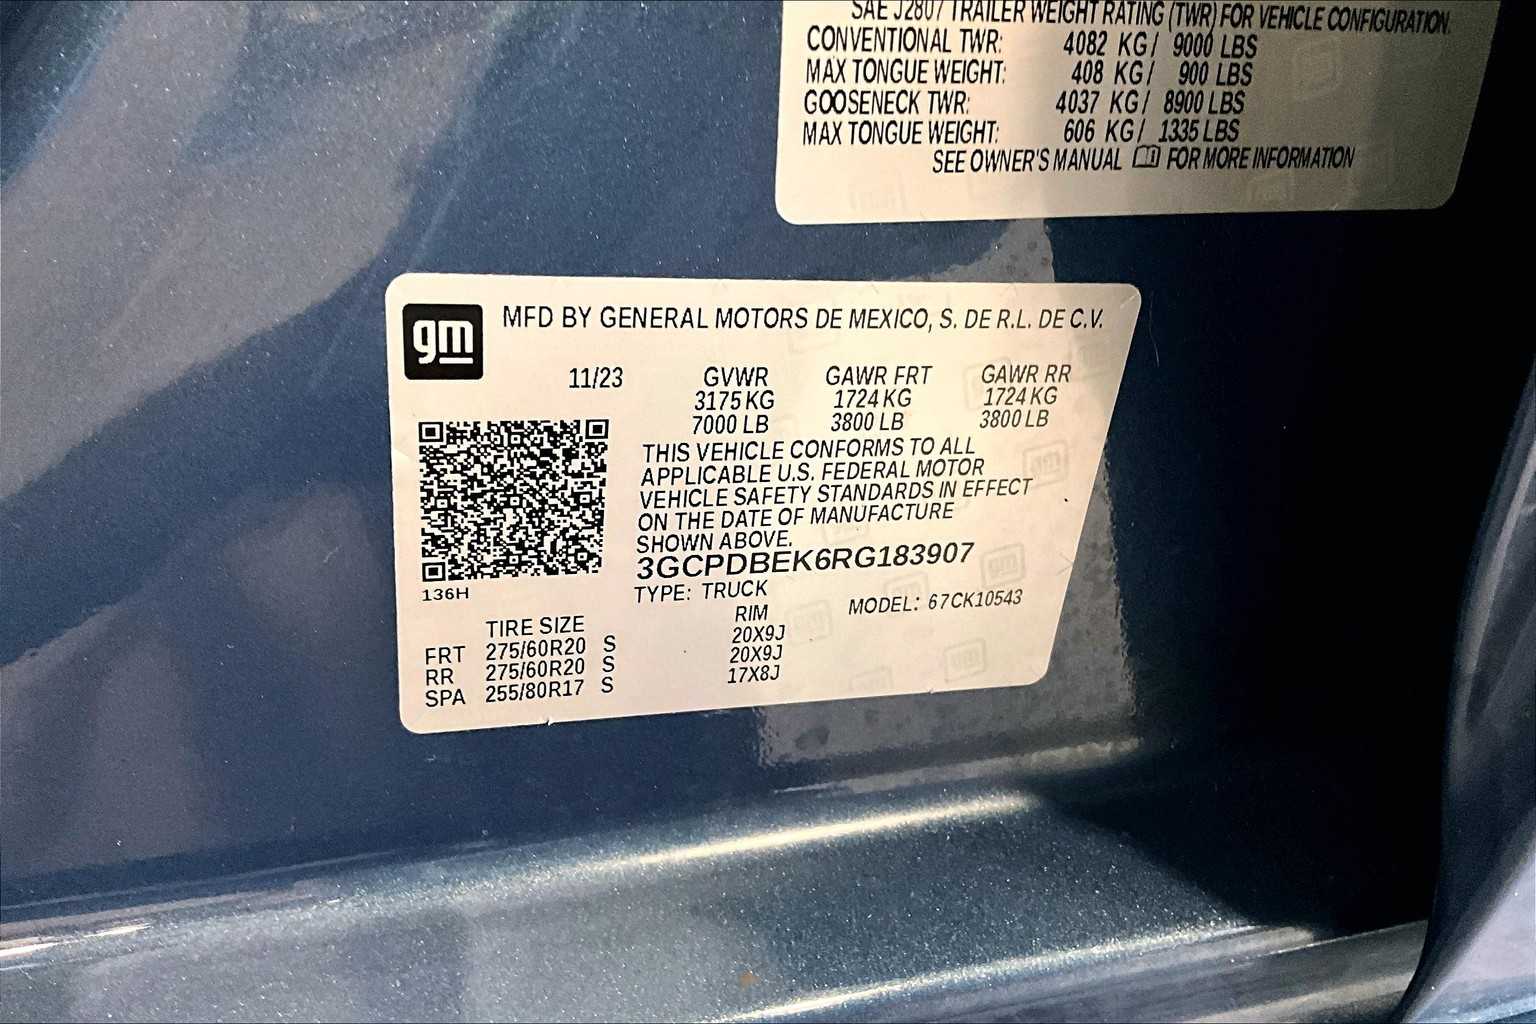 SAE J2807 TRAILER WEIGHT RATING (TWR) FOR VEHICLE CONFIGURATION.
CONVENTIONAL TWR: 4082 KG/ 9000 LBS
MAX TONGUE WEIGHT: 408 KG/ 900 LBS
GOOSENECK TWR: 4037 KG/ 8900 LBS
MAX TONGUE WEIGHT: 606 KG/ 1335 LBS
SEE OWNER'S MANUAL FOR MORE INFORMATION
gm
MFD BY GENERAL MOTORS DE MEXICO, S. DE R.L. DE C.V.
11/23 GVWR GAWR FRT GAWR RR
3175 KG 1724 KG 1724 KG
7000 LB 3800 LB 3800 LB
THIS VEHICLE CONFORMS TO ALL
APPLICABLE U.S. FEDERAL MOTOR
VEHICLE SAFETY STANDARDS IN EFFECT
ON THE DATE OF MANUFACTURE
SHOWN ABOVE.
3GCPDBEK6RG183907
136H
TYPE: TRUCK MODEL: 67CK10543
TIRE SIZE RIM
FRT 275/60R20 S 20X9J
RR 275/60R20 S 20X9J
SPA 255/80R17 S 17X8J